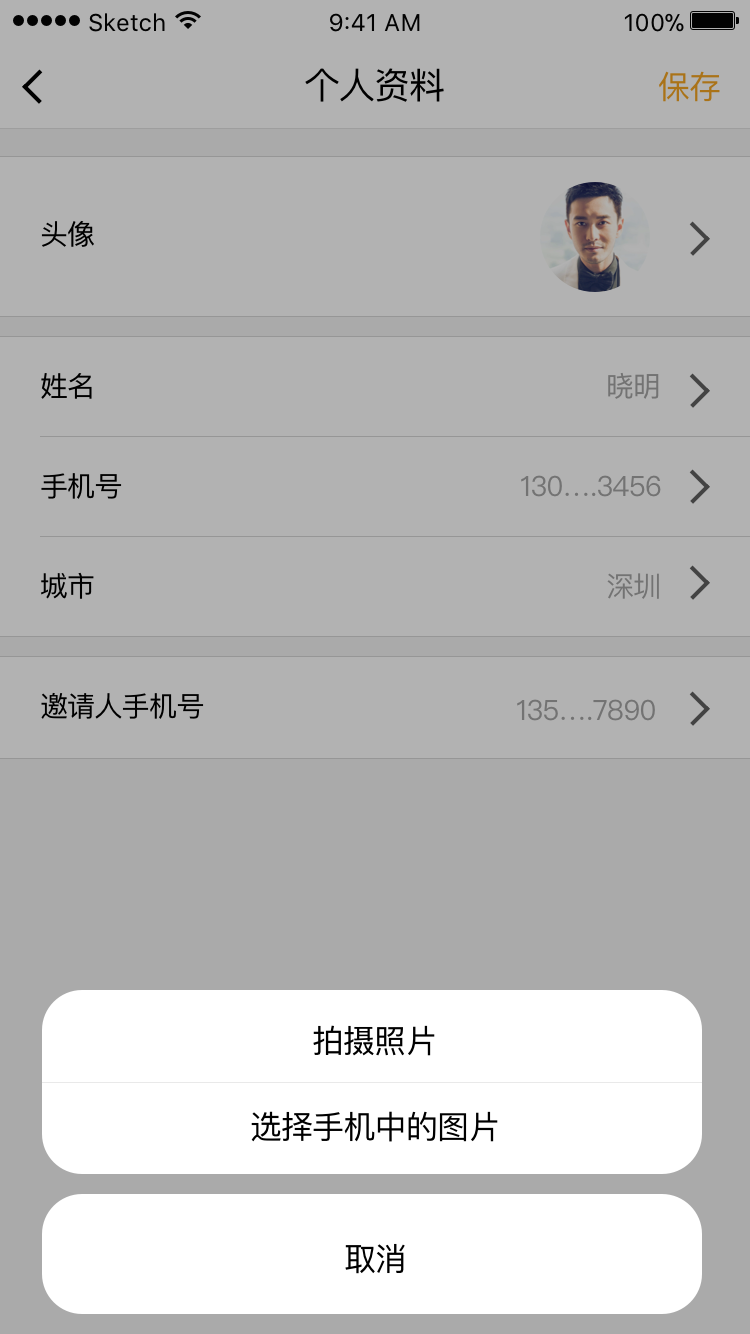 Sketch 9:41 AM 100%
个人资料 保存
头像
姓名 晓明
手机号 130....3456
城市 深圳
邀请人手机号 135....7890
拍摄照片
选择手机中的图片
取消